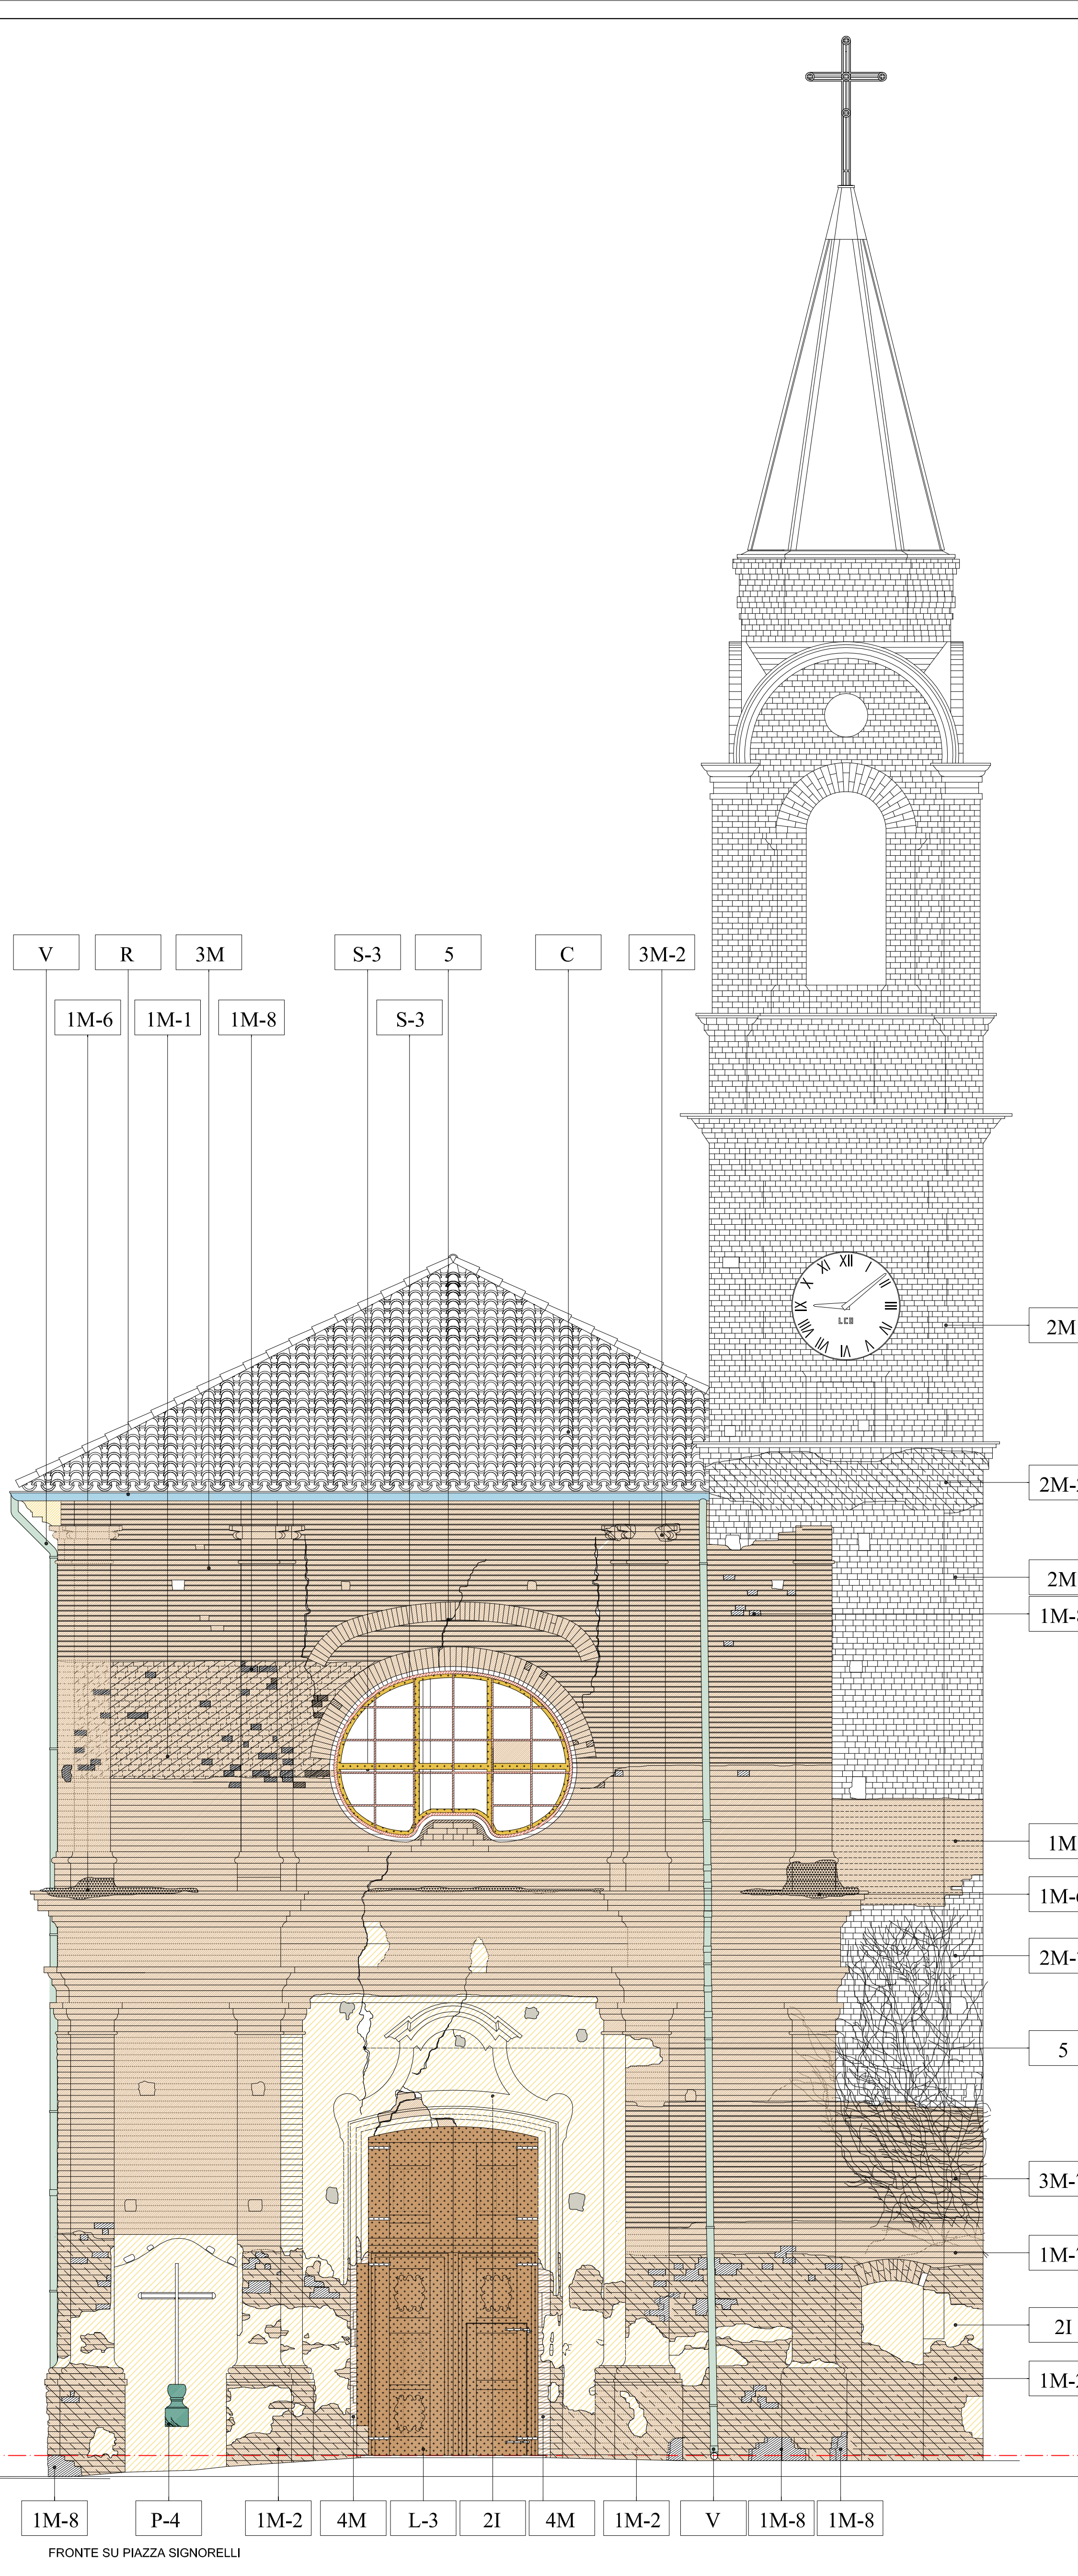 V R 3M S-3 5 C 3M-2
1M-6 1M-1 1M-8 S-3
XII
XI I
X II
IX III
VIII IV
VII V
VI
2M
2M
1M
5
2I
1M-8 P-4 1M-2 4M L-3 2I 4M 1M-2 V 1M-8 1M-8
FRONTE SU PIAZZA SIGNORELLI